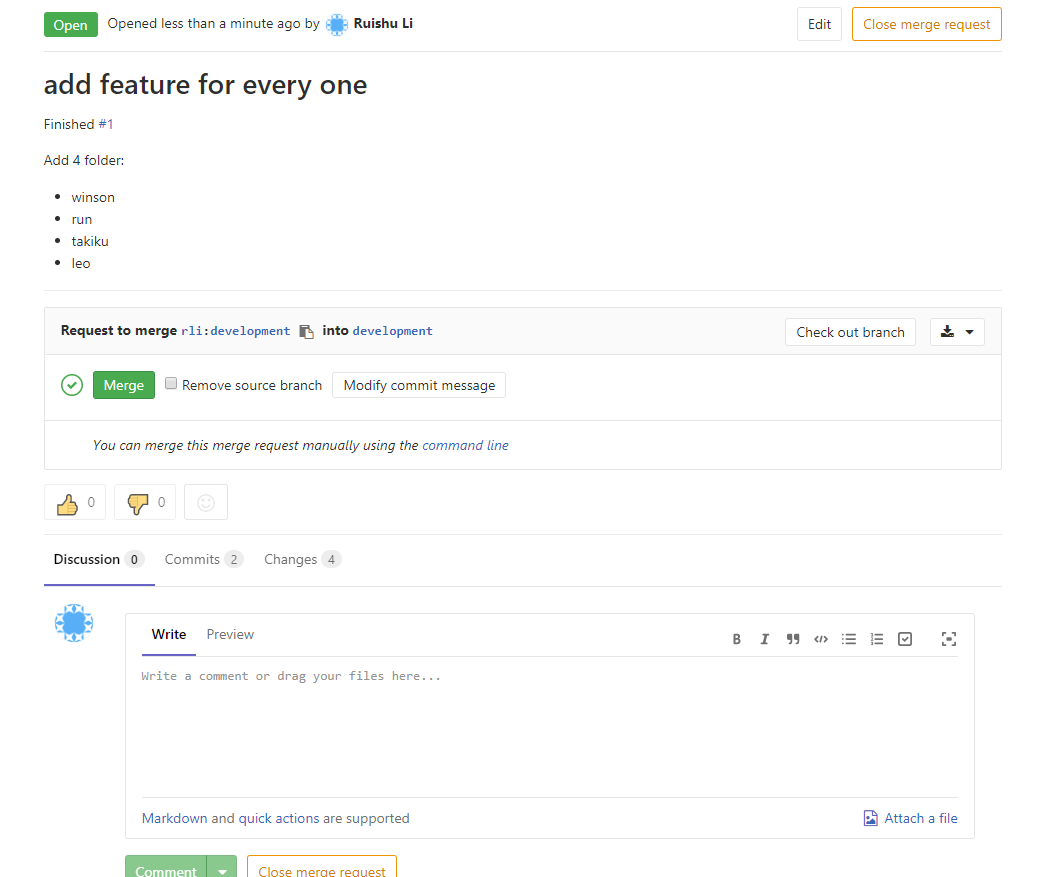 Open Opened less than a minute ago by Ruishu Li Edit Close merge request
add feature for every one
Finished #1
Add 4 folder:
winson
run
takiku
leo
Request to merge rli:development into development Check out branch
Merge Remove source branch Modify commit message
You can merge this merge request manually using the command line
0 0
Discussion 0 Commits 2 Changes 4
Write Preview
Write a comment or drag your files here...
Markdown and quick actions are supported Attach a file
Comment Close merge request